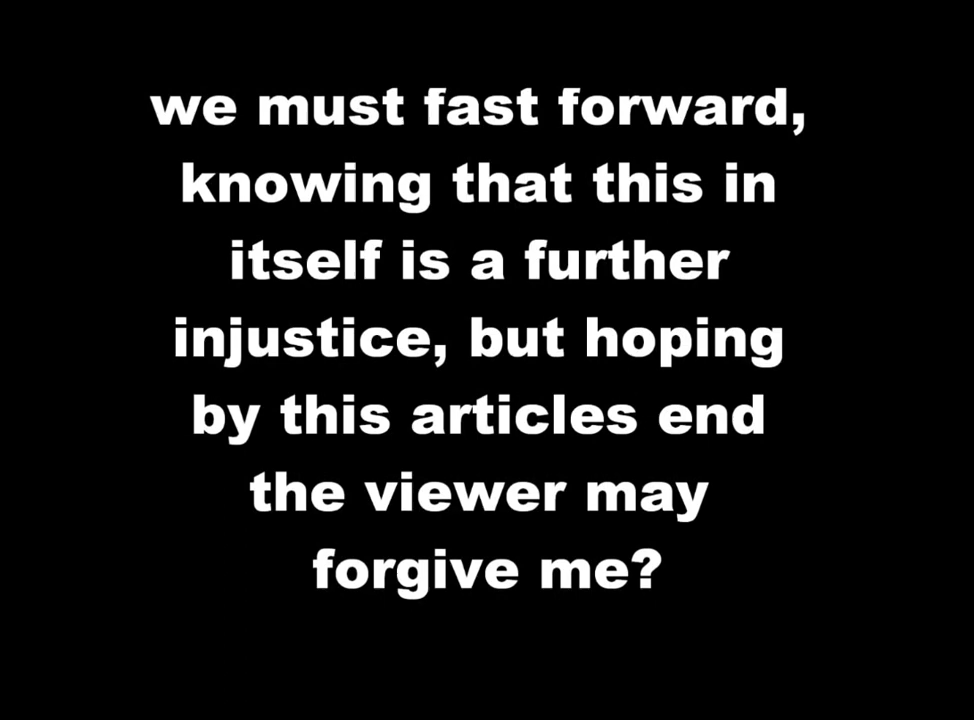 we must fast forward,
knowing that this in
itself is a further
injustice, but hoping
by this articles end
the viewer may
forgive me?